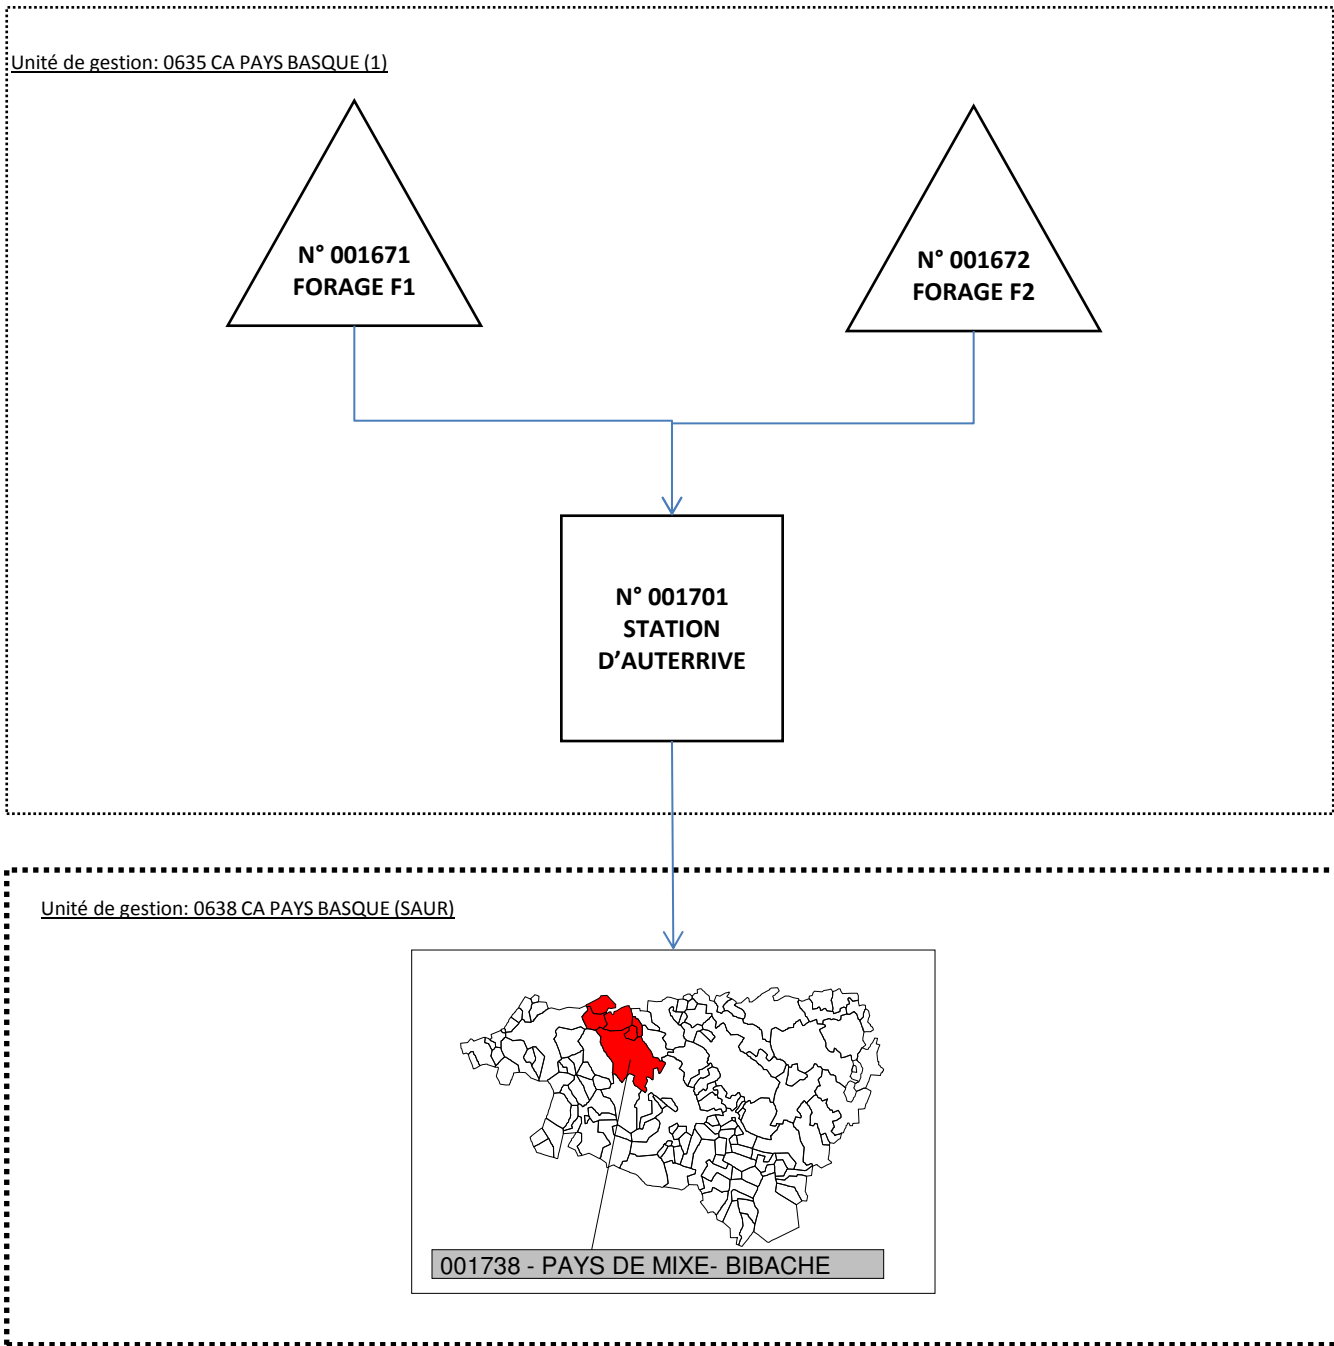 Unité de gestion: 0635 CA PAYS BASQUE (1)
N° 001671
FORAGE F1
N° 001672
FORAGE F2
N° 001701
STATION
D’AUTERRIVE
Unité de gestion: 0638 CA PAYS BASQUE (SAUR)
001738 - PAYS DE MIXE- BIBACHE